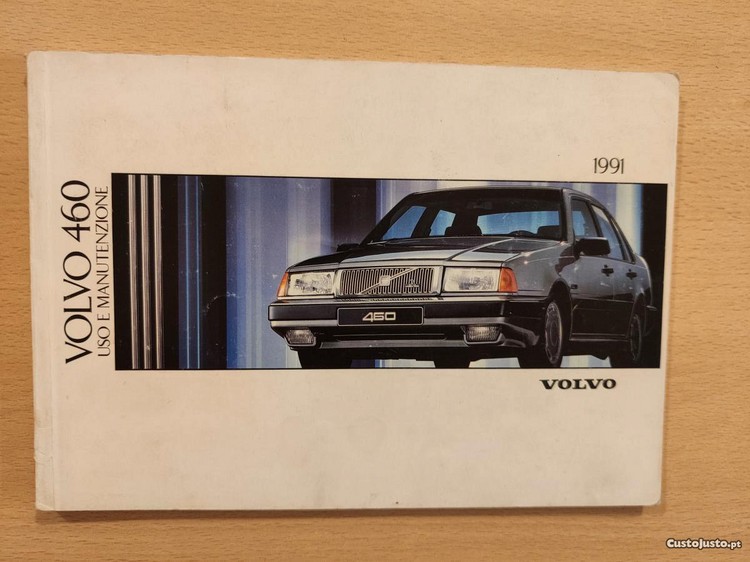 VOLVO 460
USO E MANUTENZIONE
1991
460
VOLVO
CustoJusto.pt